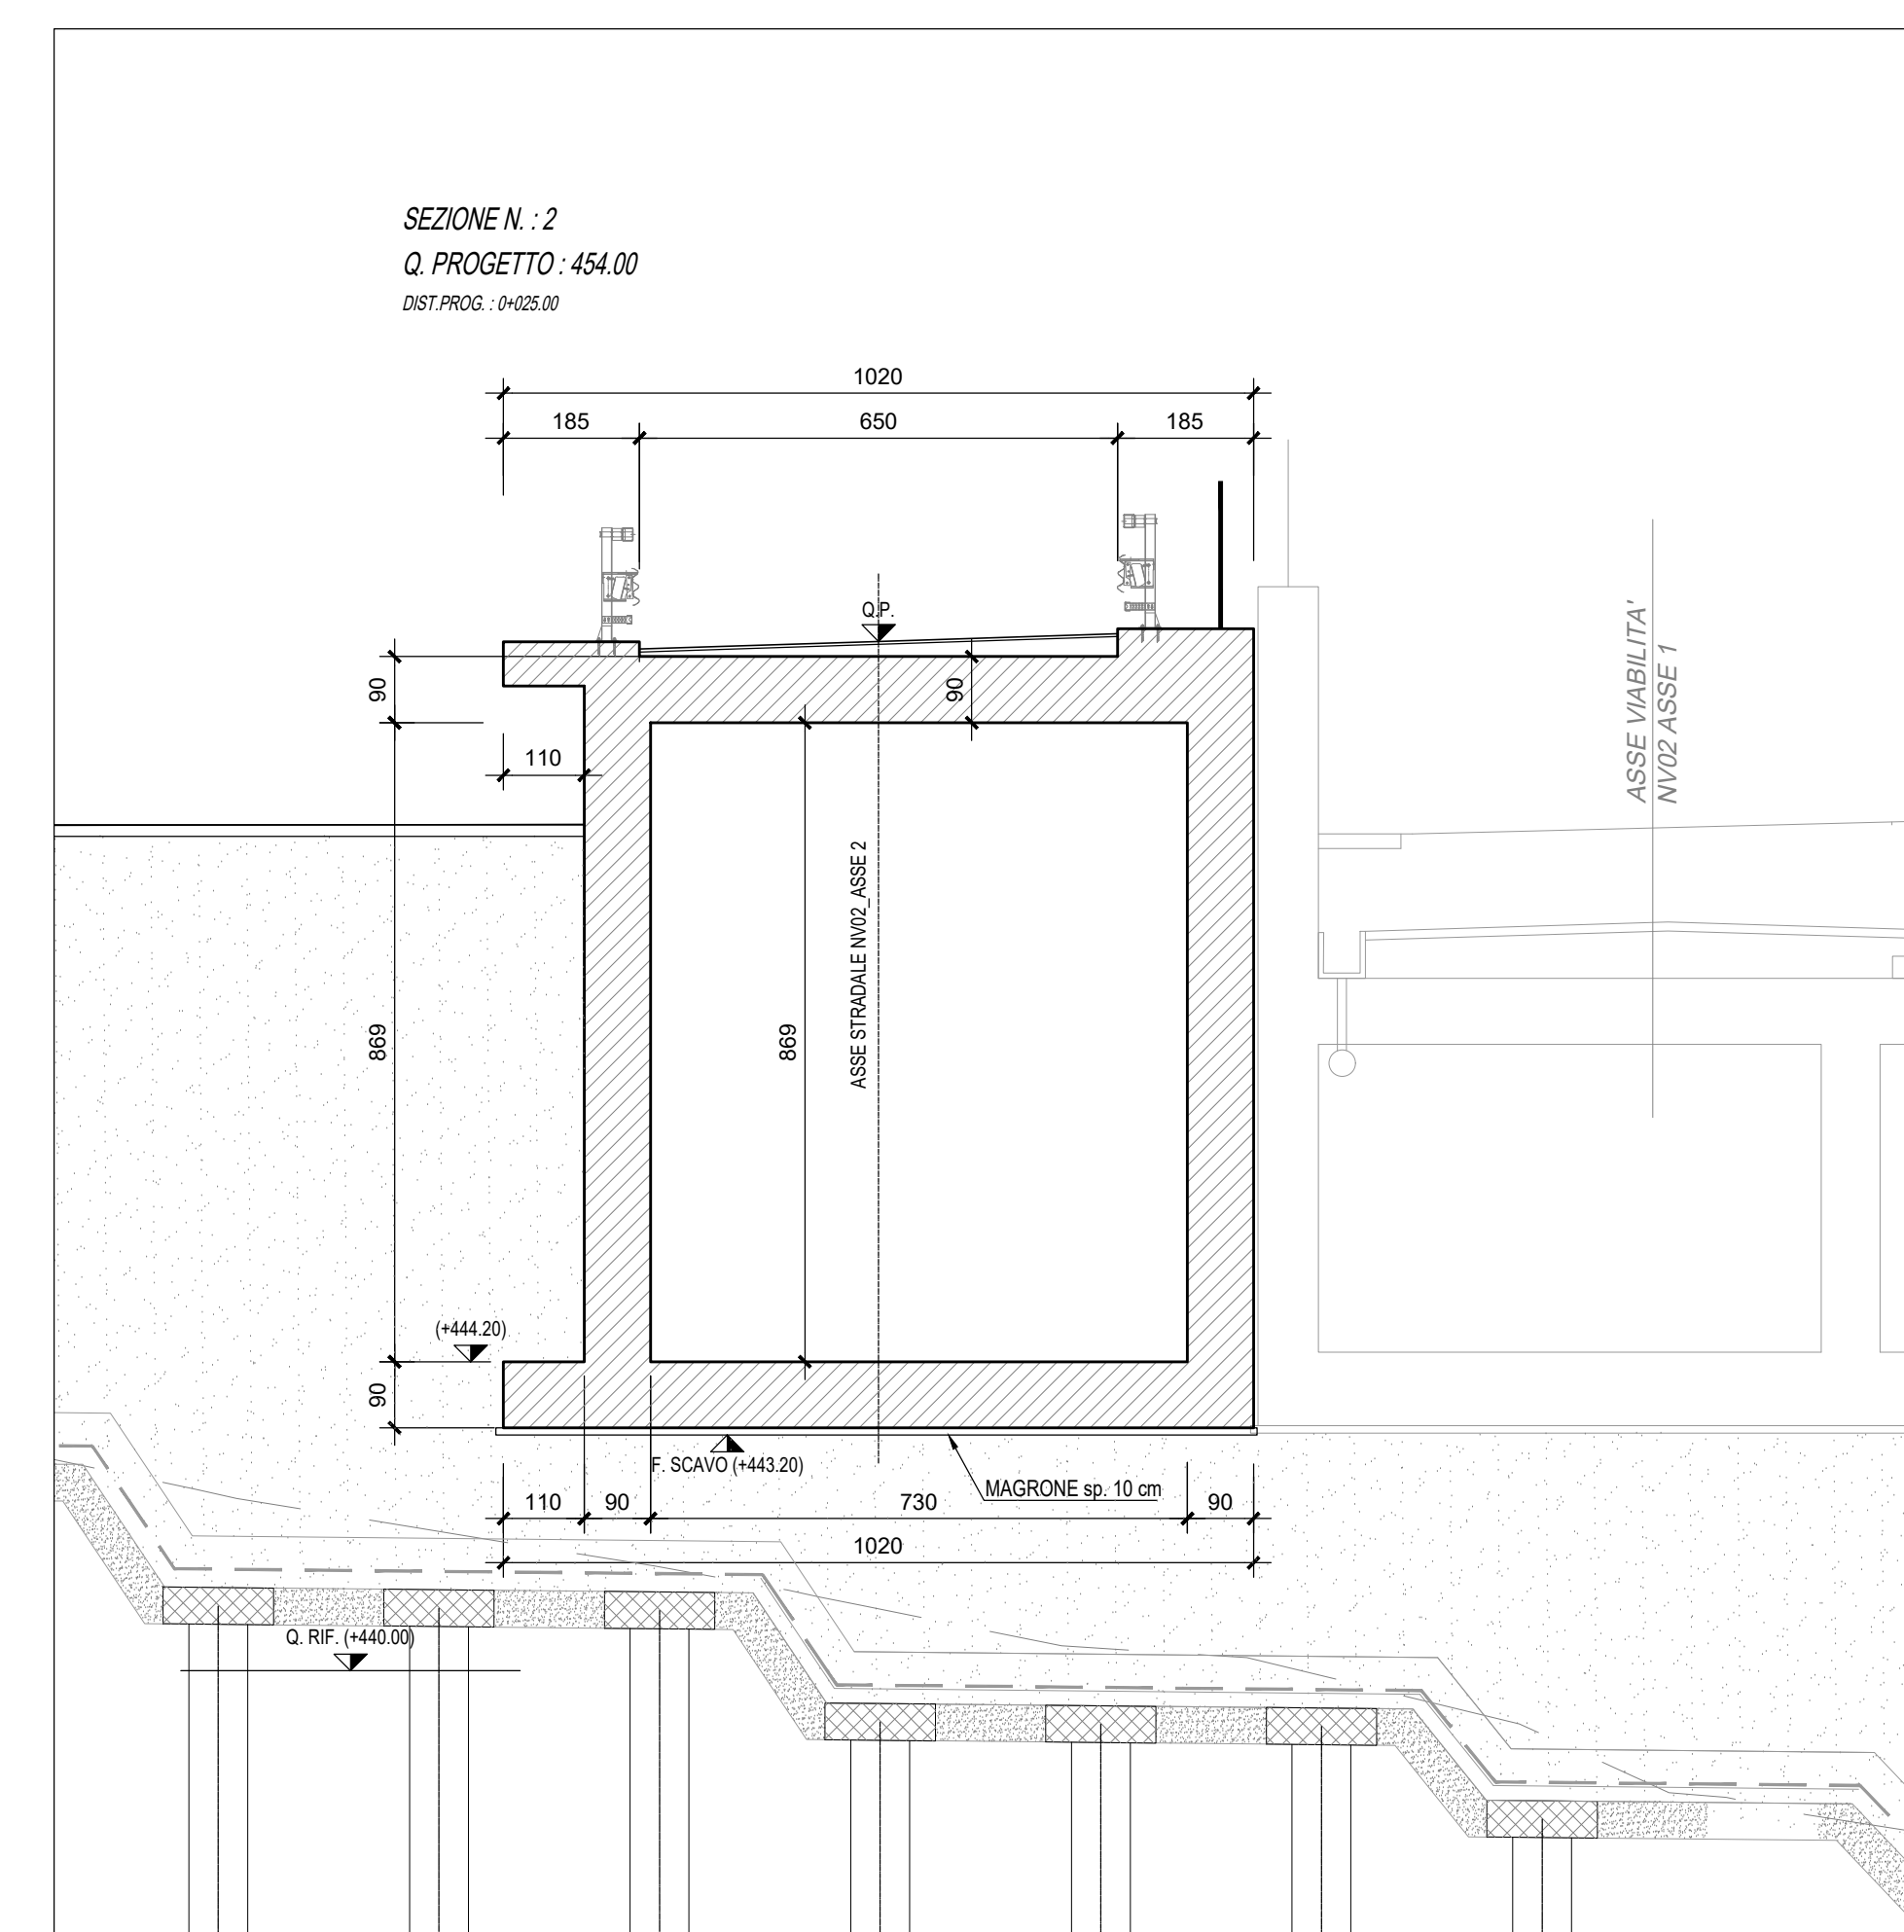 SEZIONE N. : 2
Q. PROGETTO : 454.00
DIST.PROG. : 0+025.00
1020
185
650
185
Q.P.
90
90
110
ASSE VIABILITA'
NV02 ASSE 1
869
869
ASSE STRADALE NV02_ASSE 2
(+444.20)
90
F. SCAVO (+443.20)
MAGRONE sp. 10 cm
110
90
730
90
1020
Q. RIF. (+440.00)